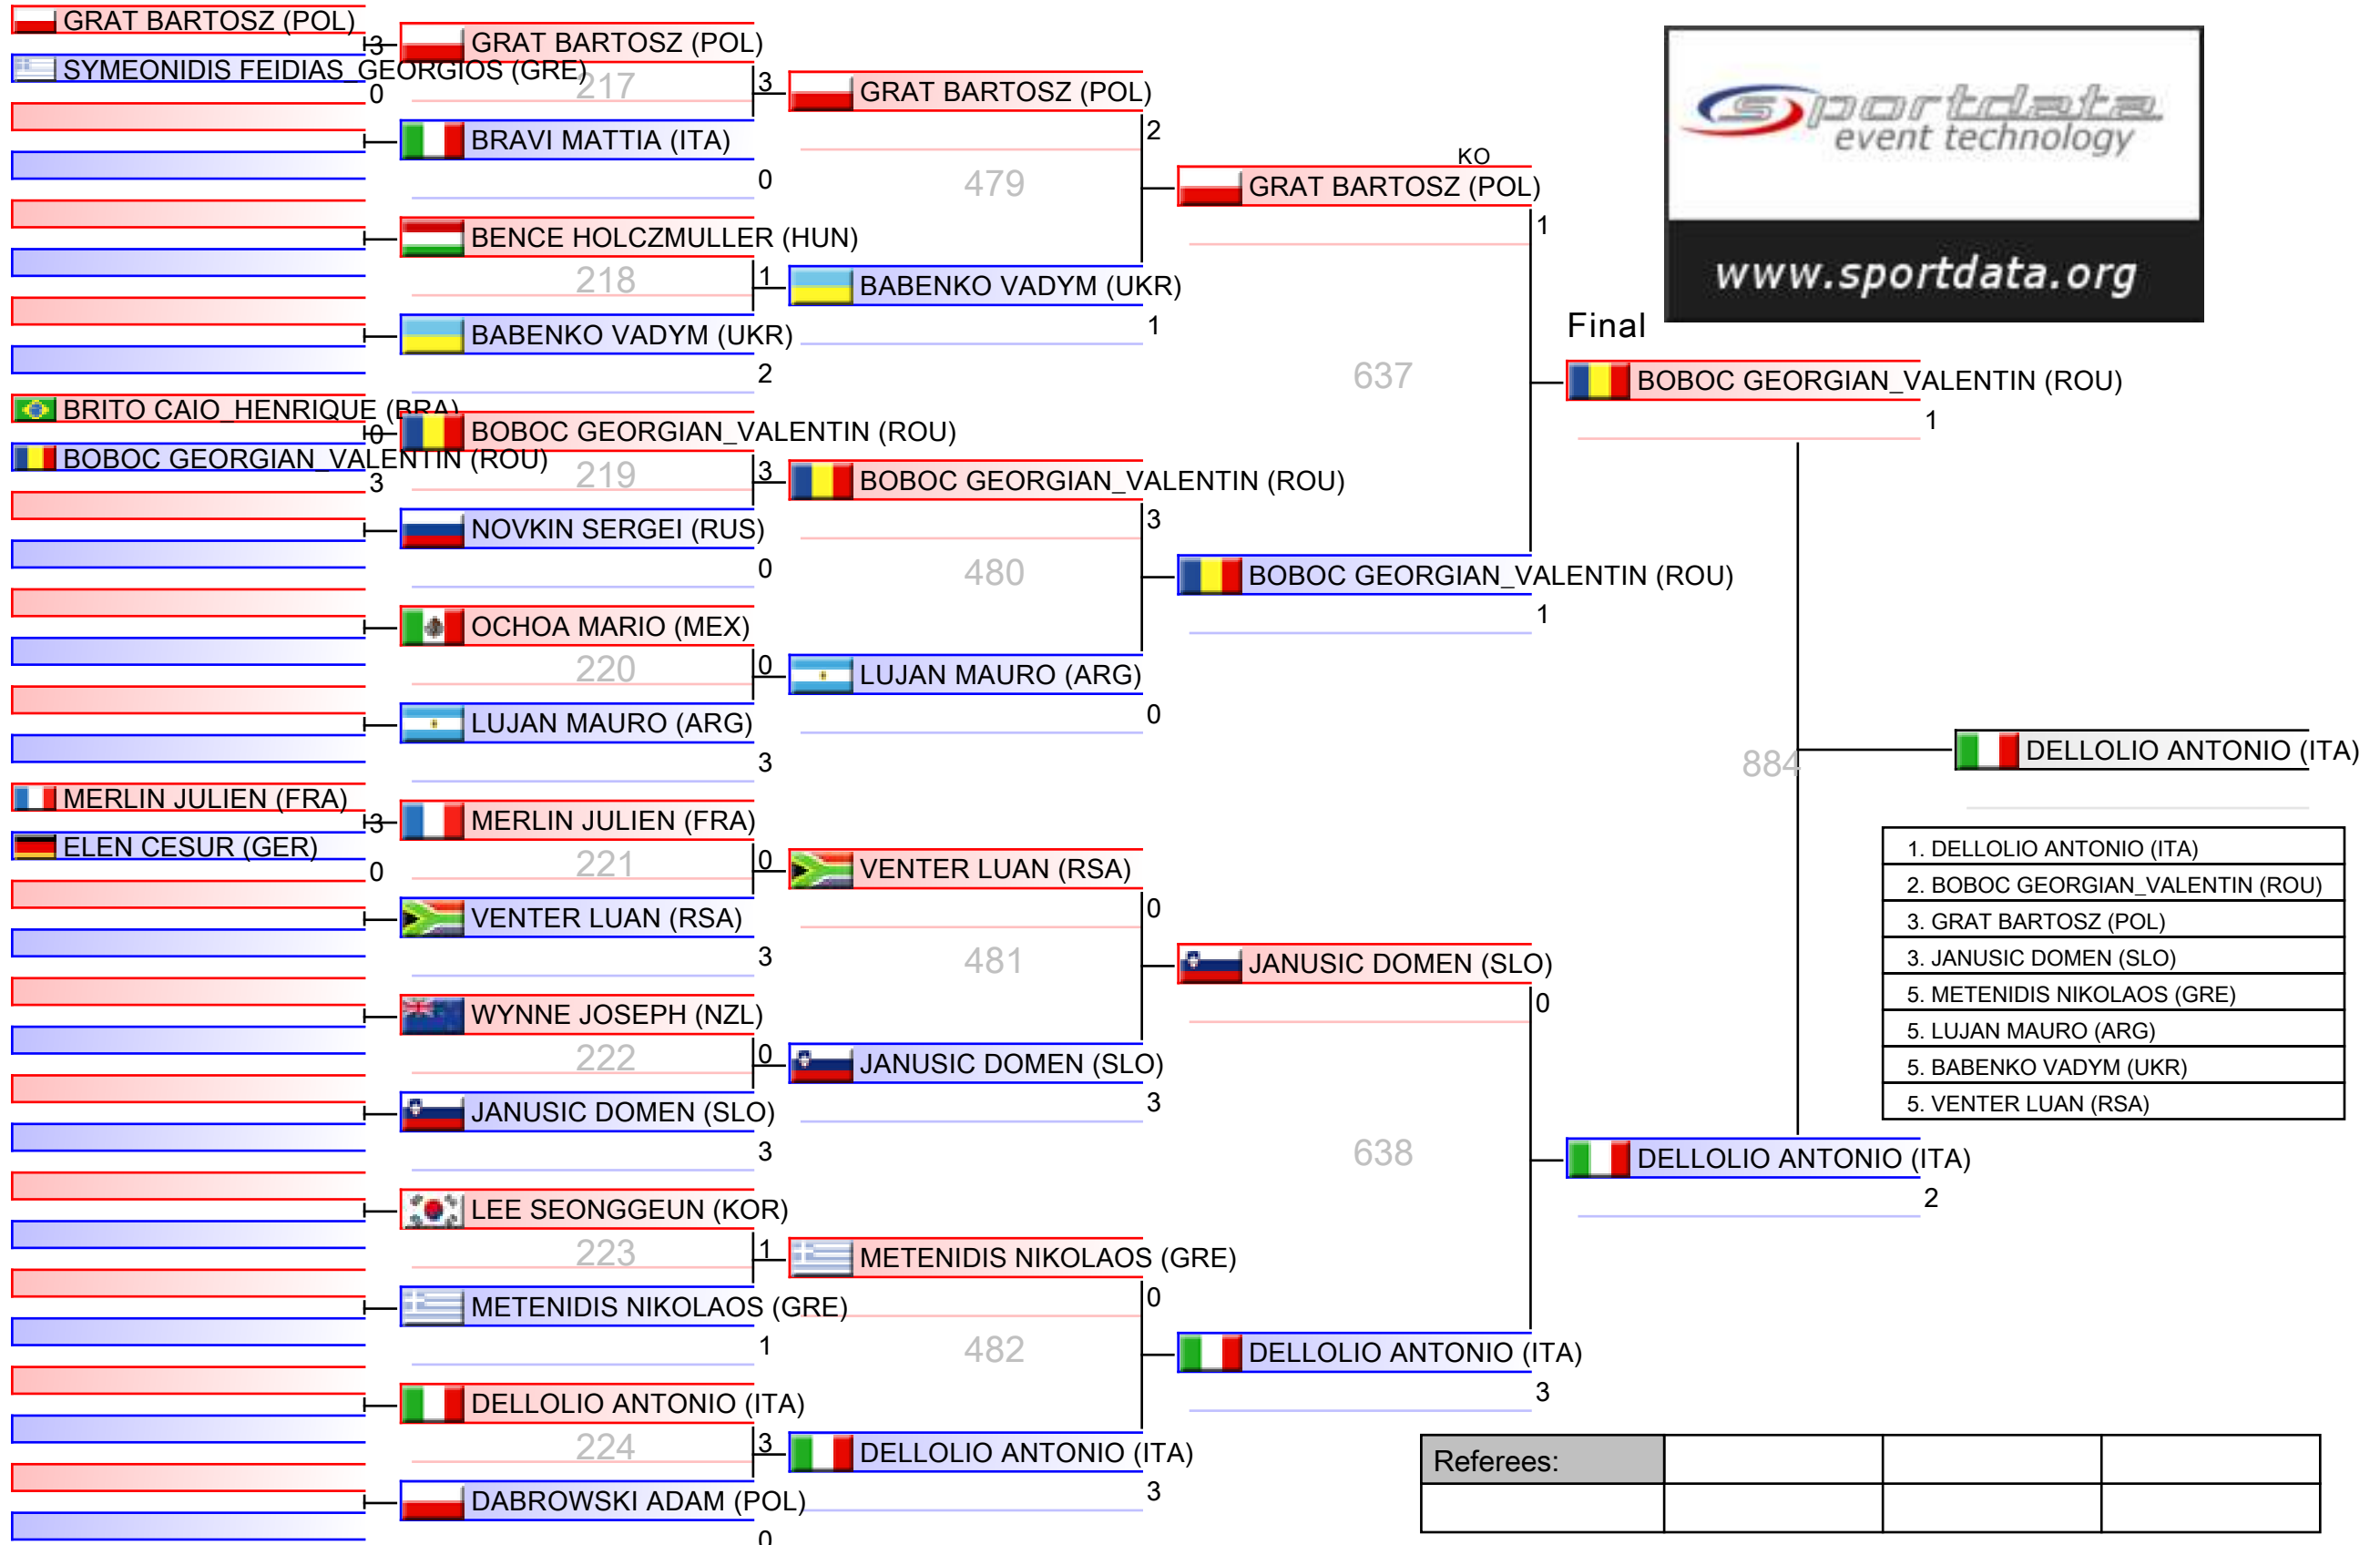 GRAT BARTOSZ (POL)
3
SYMEONIDIS FEIDIAS_GEORGIOS (GRE)
0
BRITO CAIO_HENRIQUE (BRA)
0
BOBOC GEORGIAN_VALENTIN (ROU)
3
MERLIN JULIEN (FRA)
3
ELEN CESUR (GER)
0
GRAT BARTOSZ (POL)
217
3
BRAVI MATTIA (ITA)
0
BENCE HOLCZMULLER (HUN)
218
1
BABENKO VADYM (UKR)
2
BOBOC GEORGIAN_VALENTIN (ROU)
219
3
NOVKIN SERGEI (RUS)
0
OCHOA MARIO (MEX)
220
0
LUJAN MAURO (ARG)
3
MERLIN JULIEN (FRA)
221
0
VENTER LUAN (RSA)
3
WYNNE JOSEPH (NZL)
222
0
JANUSIC DOMEN (SLO)
3
LEE SEONGGEUN (KOR)
223
1
METENIDIS NIKOLAOS (GRE)
1
DELLOLIO ANTONIO (ITA)
224
3
DABROWSKI ADAM (POL)
0
GRAT BARTOSZ (POL)
2
479
BABENKO VADYM (UKR)
1
BOBOC GEORGIAN_VALENTIN (ROU)
3
480
LUJAN MAURO (ARG)
0
VENTER LUAN (RSA)
0
481
JANUSIC DOMEN (SLO)
3
METENIDIS NIKOLAOS (GRE)
0
482
DELLOLIO ANTONIO (ITA)
3
KO
GRAT BARTOSZ (POL)
1
637
BOBOC GEORGIAN_VALENTIN (ROU)
1
JANUSIC DOMEN (SLO)
0
638
DELLOLIO ANTONIO (ITA)
3
sportdata
event technology
www.sportdata.org
Final
BOBOC GEORGIAN_VALENTIN (ROU)
1
884
DELLOLIO ANTONIO (ITA)
2
DELLOLIO ANTONIO (ITA)
1. DELLOLIO ANTONIO (ITA)
2. BOBOC GEORGIAN_VALENTIN (ROU)
3. GRAT BARTOSZ (POL)
3. JANUSIC DOMEN (SLO)
5. METENIDIS NIKOLAOS (GRE)
5. LUJAN MAURO (ARG)
5. BABENKO VADYM (UKR)
5. VENTER LUAN (RSA)
Referees: